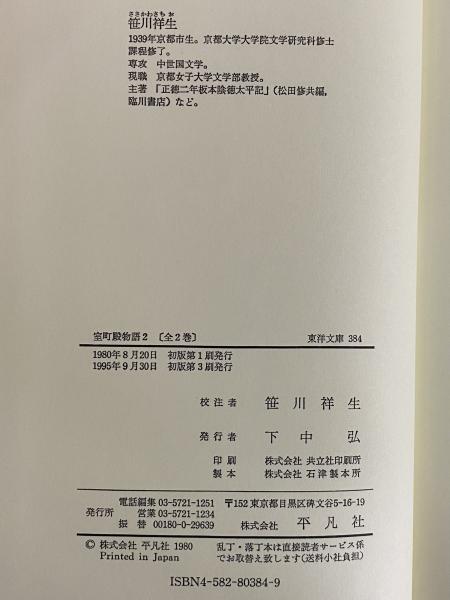 ささかわさち お
笹川祥生
1939年京都市生。京都大学大学院文学研究科修士
課程修了。
専攻 中世国文学。
現職 京都女子大学文学部教授。
主著 『正徳二年板本陰徳太平記』(松田修共編,
臨川書店)など。
室町殿物語2 〔全2巻〕 東洋文庫 384
1980年8月20日 初版第1刷発行
1995年9月30日 初版第3刷発行
校注者 笹川祥生
発行者 下中弘
印刷 株式会社 共立社印刷所
製本 株式会社 石津製本所
電話編集 03-5721-1251 〒152 東京都目黒区碑文谷5-16-19
発行所 営業 03-5721-1234
振替 00180-0-29639 株式会社 平凡社
© 株式会社 平凡社 1980 乱丁・落丁本は直接読者サービス係
Printed in Japan でお取替え致します(送料小社負担)
ISBN4-582-80384-9